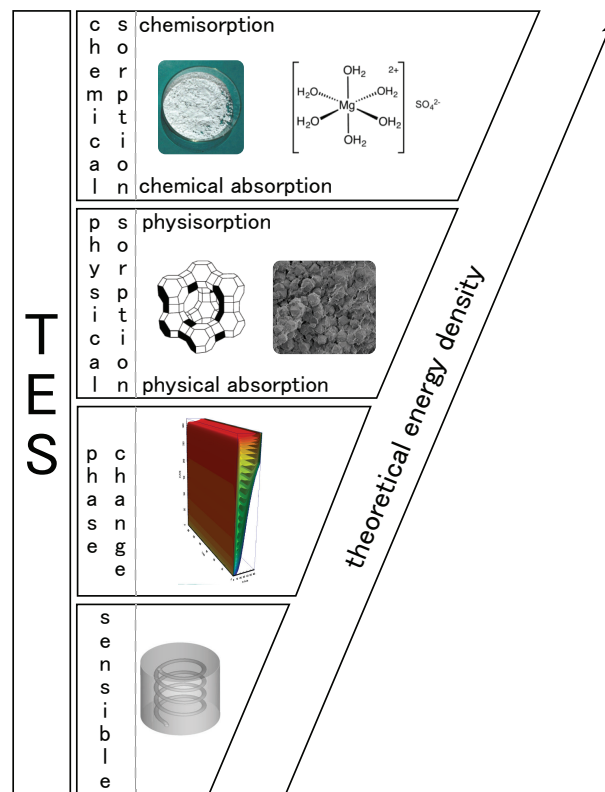 TES
chemical
sorption
chemisorption
OH2
2+
H2O
OH2
Mg
SO4 2-
H2O
OH2
OH2
chemical absorption
physical
sorption
physisorption
physical absorption
phase
change
sensible
theoretical energy density